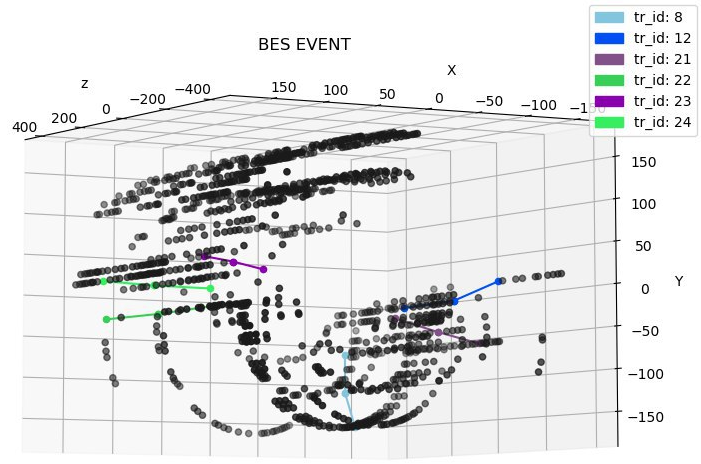 BES EVENT
tr_id: 8
tr_id: 12
tr_id: 21
tr_id: 22
tr_id: 23
tr_id: 24
z
X
Y
400
200
0
−200
−400
150
100
50
0
−50
−100
150
100
50
0
−50
−100
−150